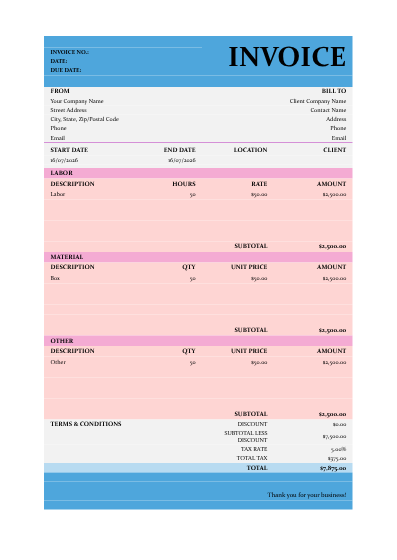 INVOICE NO.:
DATE:
DUE DATE:
INVOICE
FROM BILL TO
Your Company Name Client Company Name
Street Address Contact Name
City, State, Zip/Postal Code Address
Phone Phone
Email Email
START DATE END DATE LOCATION CLIENT
16/07/2026 16/07/2026
LABOR
DESCRIPTION HOURS RATE AMOUNT
Labor 50 $50.00 $2,500.00
SUBTOTAL $2,500.00
MATERIAL
DESCRIPTION QTY UNIT PRICE AMOUNT
Box 50 $50.00 $2,500.00
SUBTOTAL $2,500.00
OTHER
DESCRIPTION QTY UNIT PRICE AMOUNT
Other 50 $50.00 $2,500.00
SUBTOTAL $2,500.00
TERMS & CONDITIONS DISCOUNT $0.00
SUBTOTAL LESS
DISCOUNT $7,500.00
TAX RATE 5.00%
TOTAL TAX $375.00
TOTAL $7,875.00
Thank you for your business!